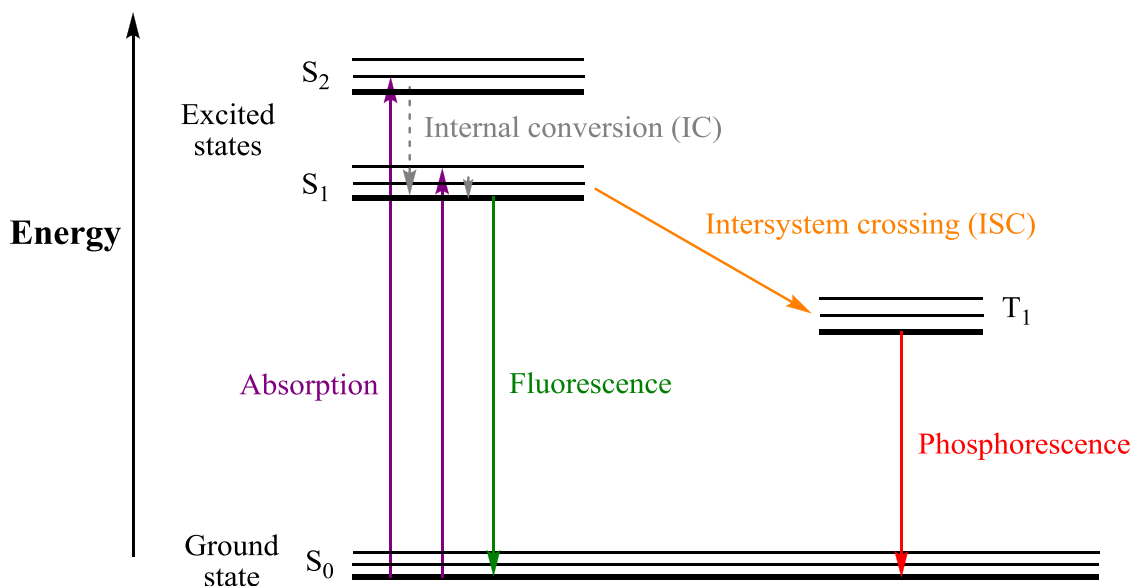 S₂
Excited
states
Internal conversion (IC)
S₁
Energy
Intersystem crossing (ISC)
T₁
Absorption
Fluorescence
Phosphorescence
Ground
state
S₀